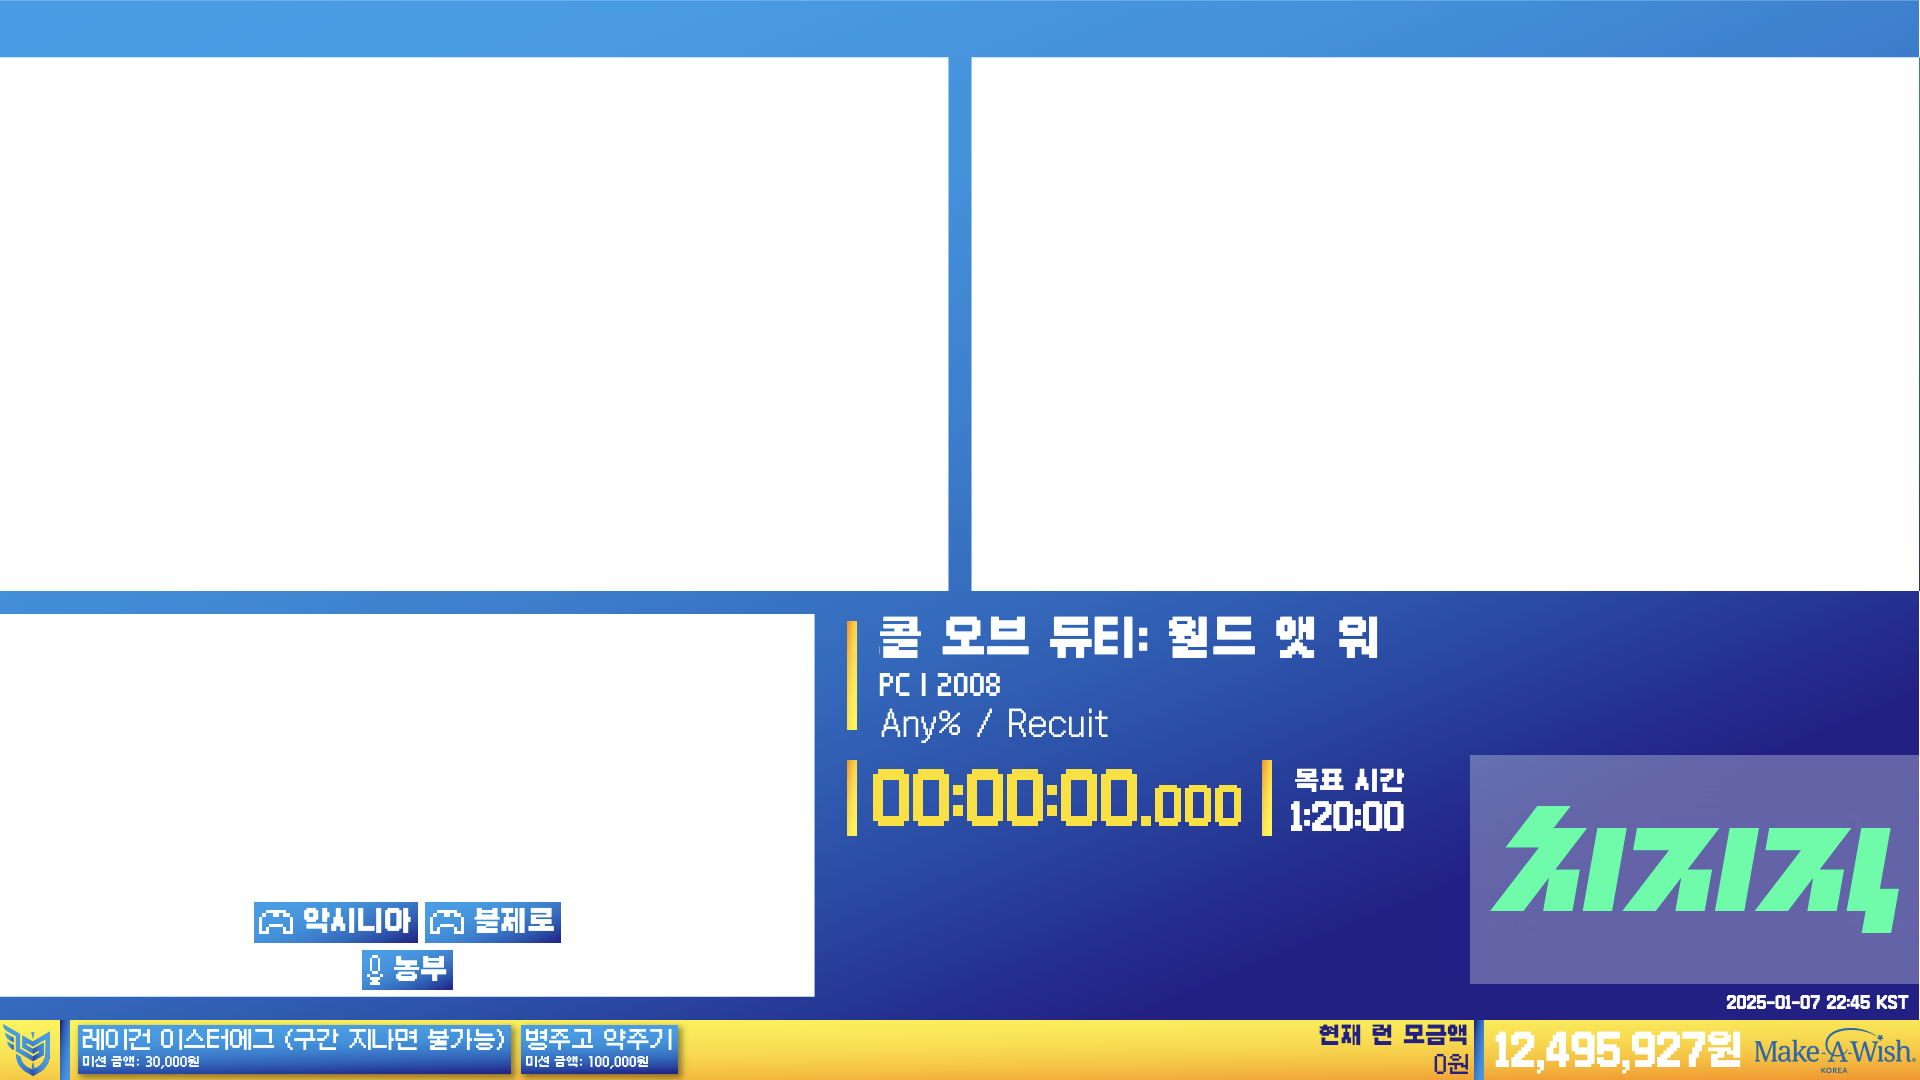 콜 오브 듀티: 월드 앳 워
PC | 2008
Any% / Recuit
00:00:00.000
목표 시간
1:20:00
치지직
악시니아
불제로
농부
2025-01-07 22:45 KST
레이건 이스터에그 (구간 지나면 불가능)
미션 금액: 30,000원
병주고 약주기
미션 금액: 100,000원
현재 런 모금액
0원
12,495,927원
Make-A-Wish®
KOREA